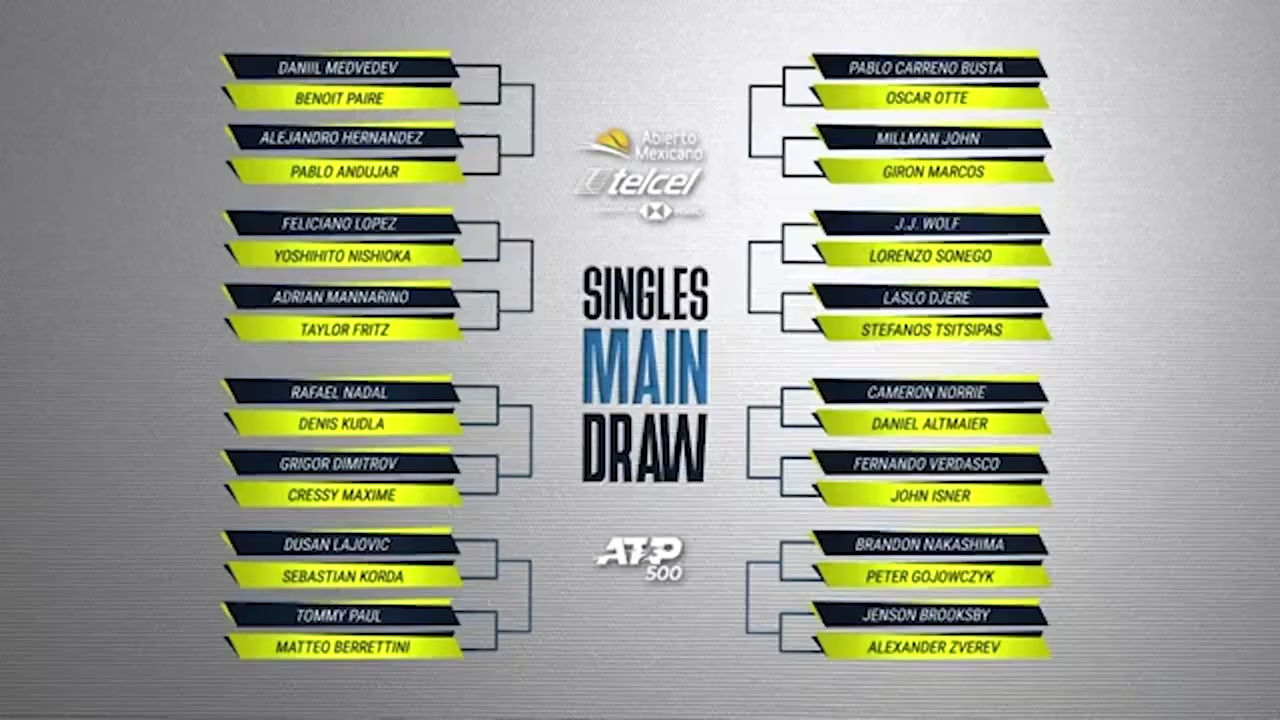 DANIIL MEDVEDEV
BENOIT PAIRE
ALEJANDRO HERNANDEZ
PABLO ANDUJAR
FELICIANO LOPEZ
YOSHIHITO NISHIOKA
ADRIAN MANNARINO
TAYLOR FRITZ
RAFAEL NADAL
DENIS KUDLA
GRIGOR DIMITROV
CRESSY MAXIME
DUSAN LAJOVIC
SEBASTIAN KORDA
TOMMY PAUL
MATTEO BERRETTINI
Abierto
Mexicano
telcel
SINGLES
MAIN
DRAW
ATP
500
PABLO CARRENO BUSTA
OSCAR OTTE
MILLMAN JOHN
GIRON MARCOS
J.J. WOLF
LORENZO SONEGO
LASLO DJERE
STEFANOS TSITSIPAS
CAMERON NORRIE
DANIEL ALTMAIER
FERNANDO VERDASCO
JOHN ISNER
BRANDON NAKASHIMA
PETER GOJOWCZYK
JENSON BROOKSBY
ALEXANDER ZVEREV